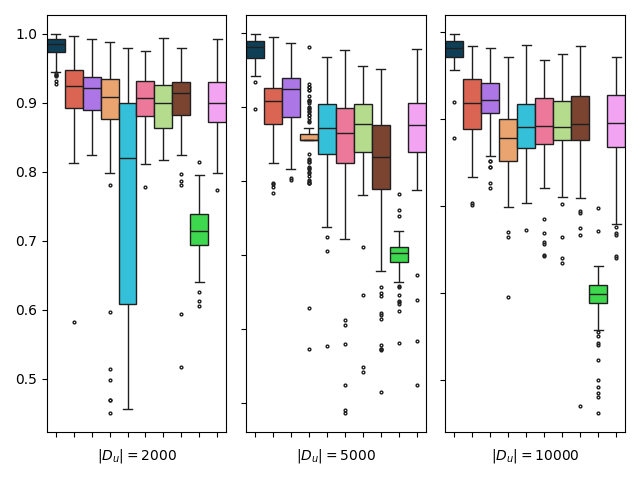 1.0
0.9
0.8
0.7
0.6
0.5
|D_u| = 2000
|D_u| = 5000
|D_u| = 10000